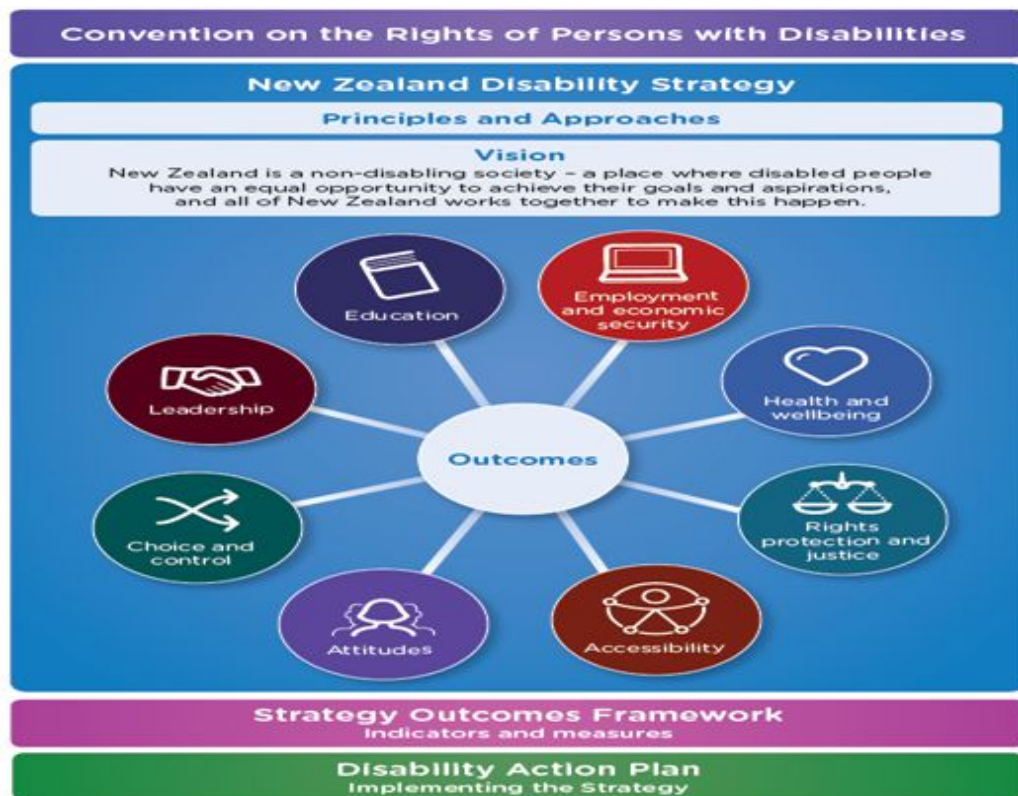 Convention on the Rights of Persons with Disabilities
New Zealand Disability Strategy
Principles and Approaches
Vision
New Zealand is a non-disabling society – a place where disabled people
have an equal opportunity to achieve their goals and aspirations,
and all of New Zealand works together to make this happen.
Education
Employment
and economic
security
Health and
wellbeing
Rights
protection and
justice
Accessibility
Attitudes
Choice and
control
Leadership
Outcomes
Strategy Outcomes Framework
Indicators and measures
Disability Action Plan
Implementing the Strategy